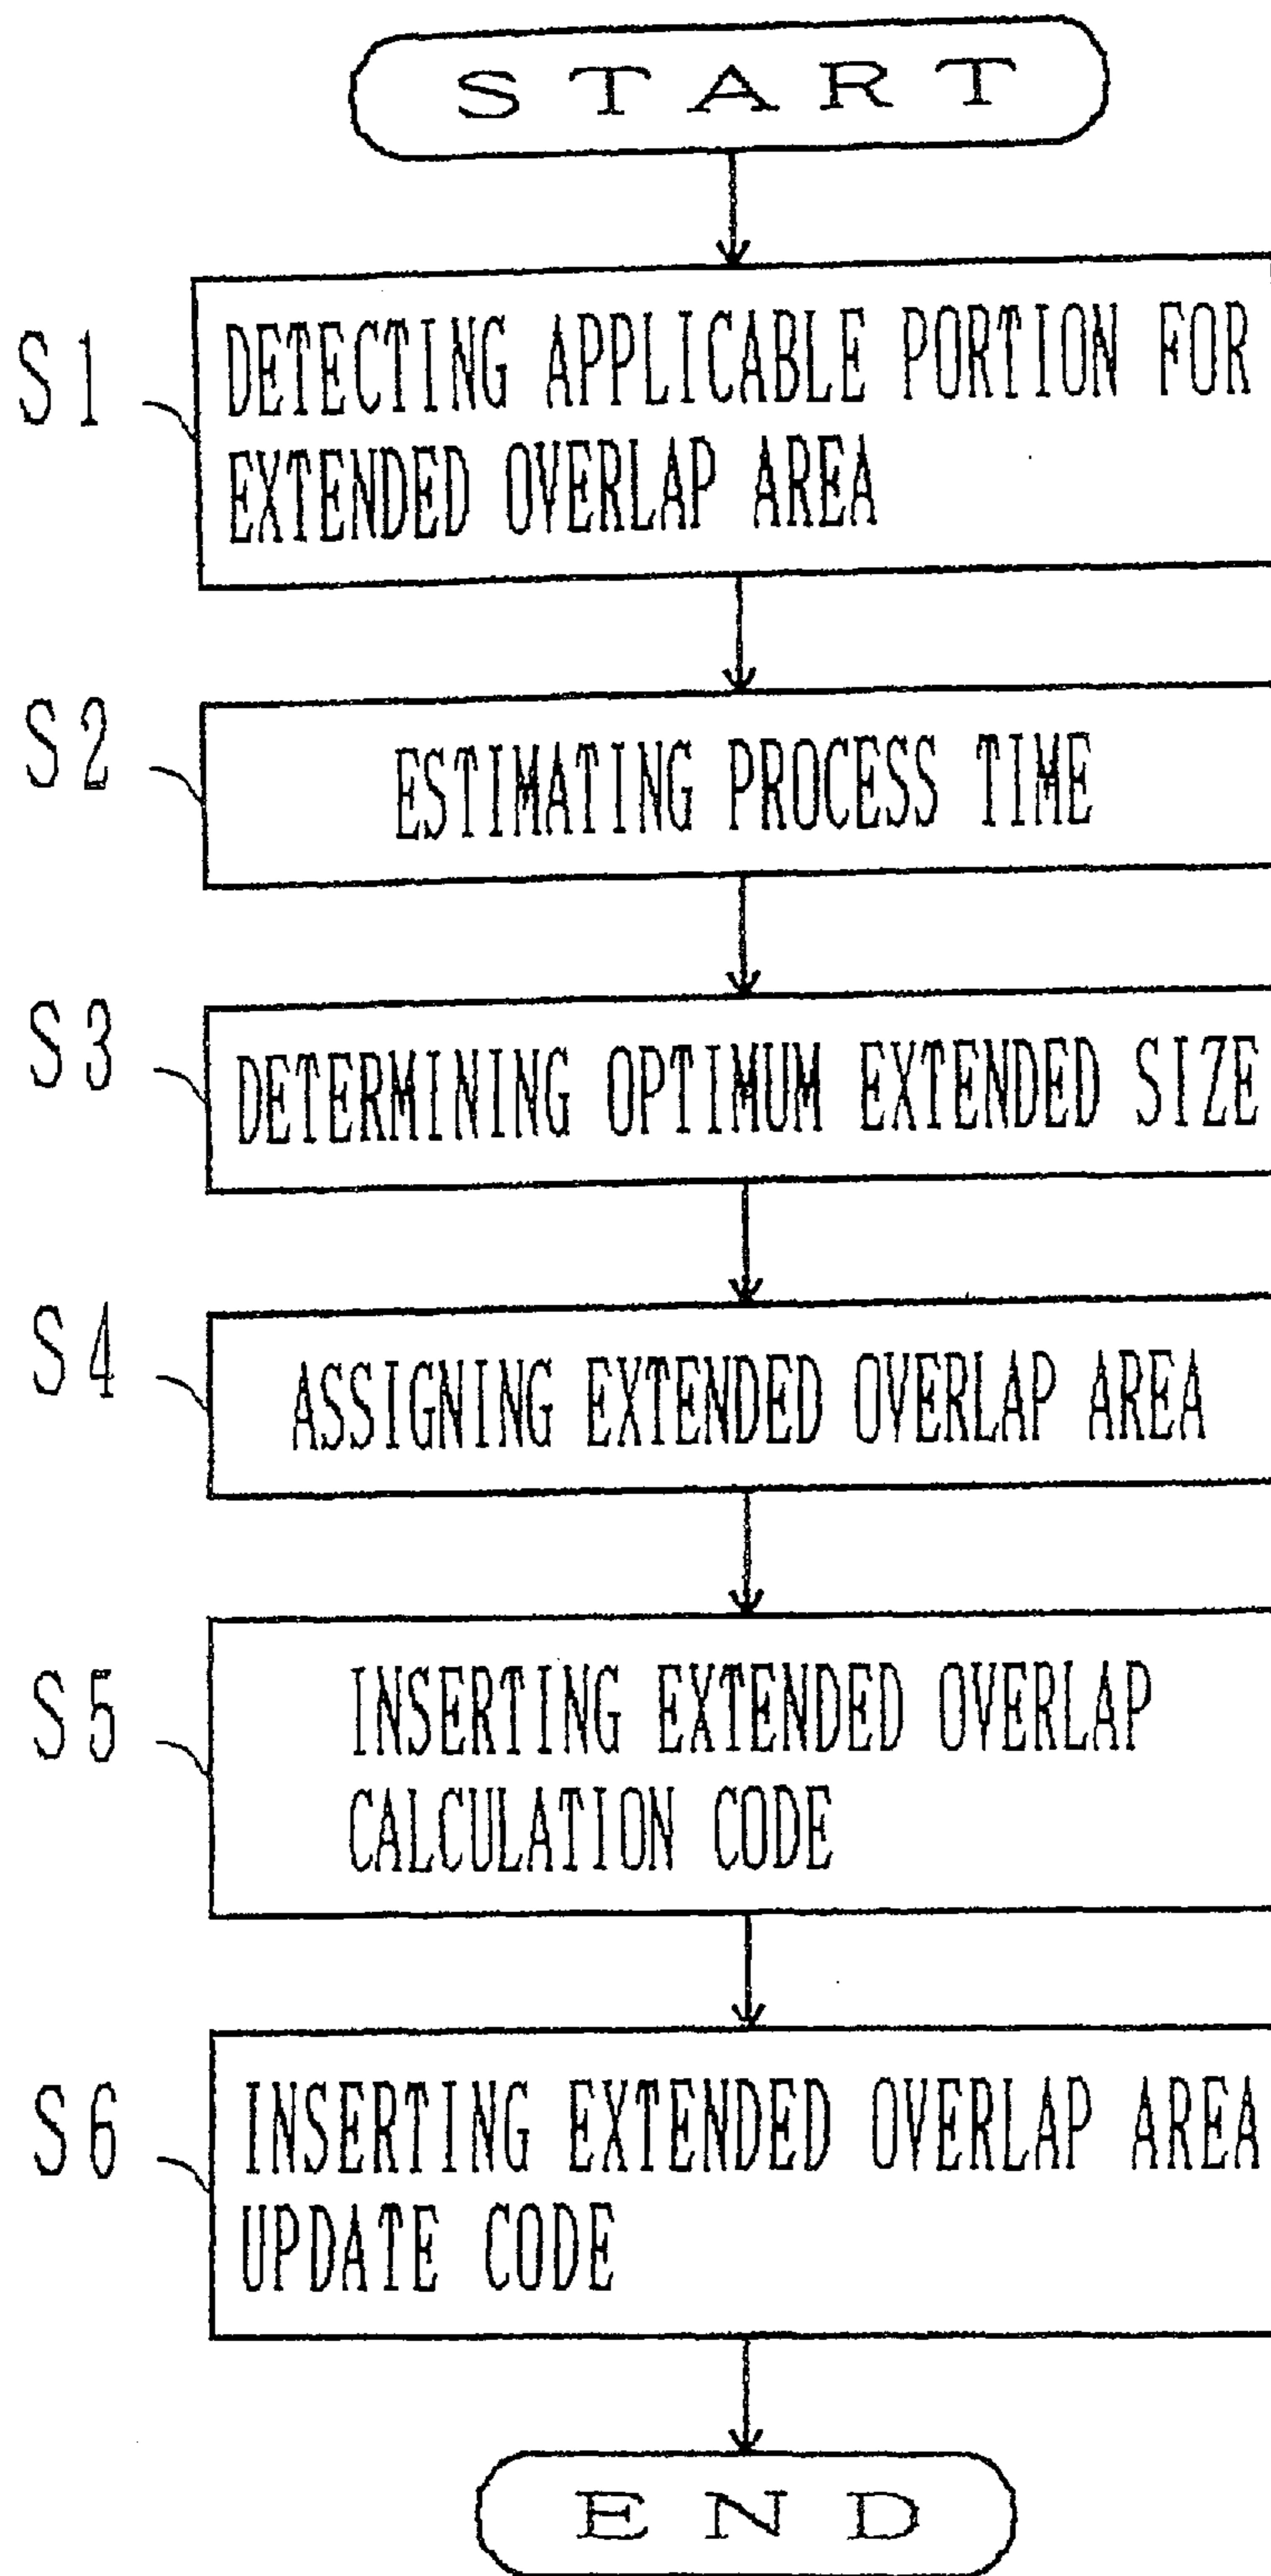 START
S1
DETECTING APPLICABLE PORTION FOR
EXTENDED OVERLAP AREA
S2
ESTIMATING PROCESS TIME
S3
DETERMINING OPTIMUM EXTENDED SIZE
S4
ASSIGNING EXTENDED OVERLAP AREA
S5
INSERTING EXTENDED OVERLAP
CALCULATION CODE
S6
INSERTING EXTENDED OVERLAP AREA
UPDATE CODE
END